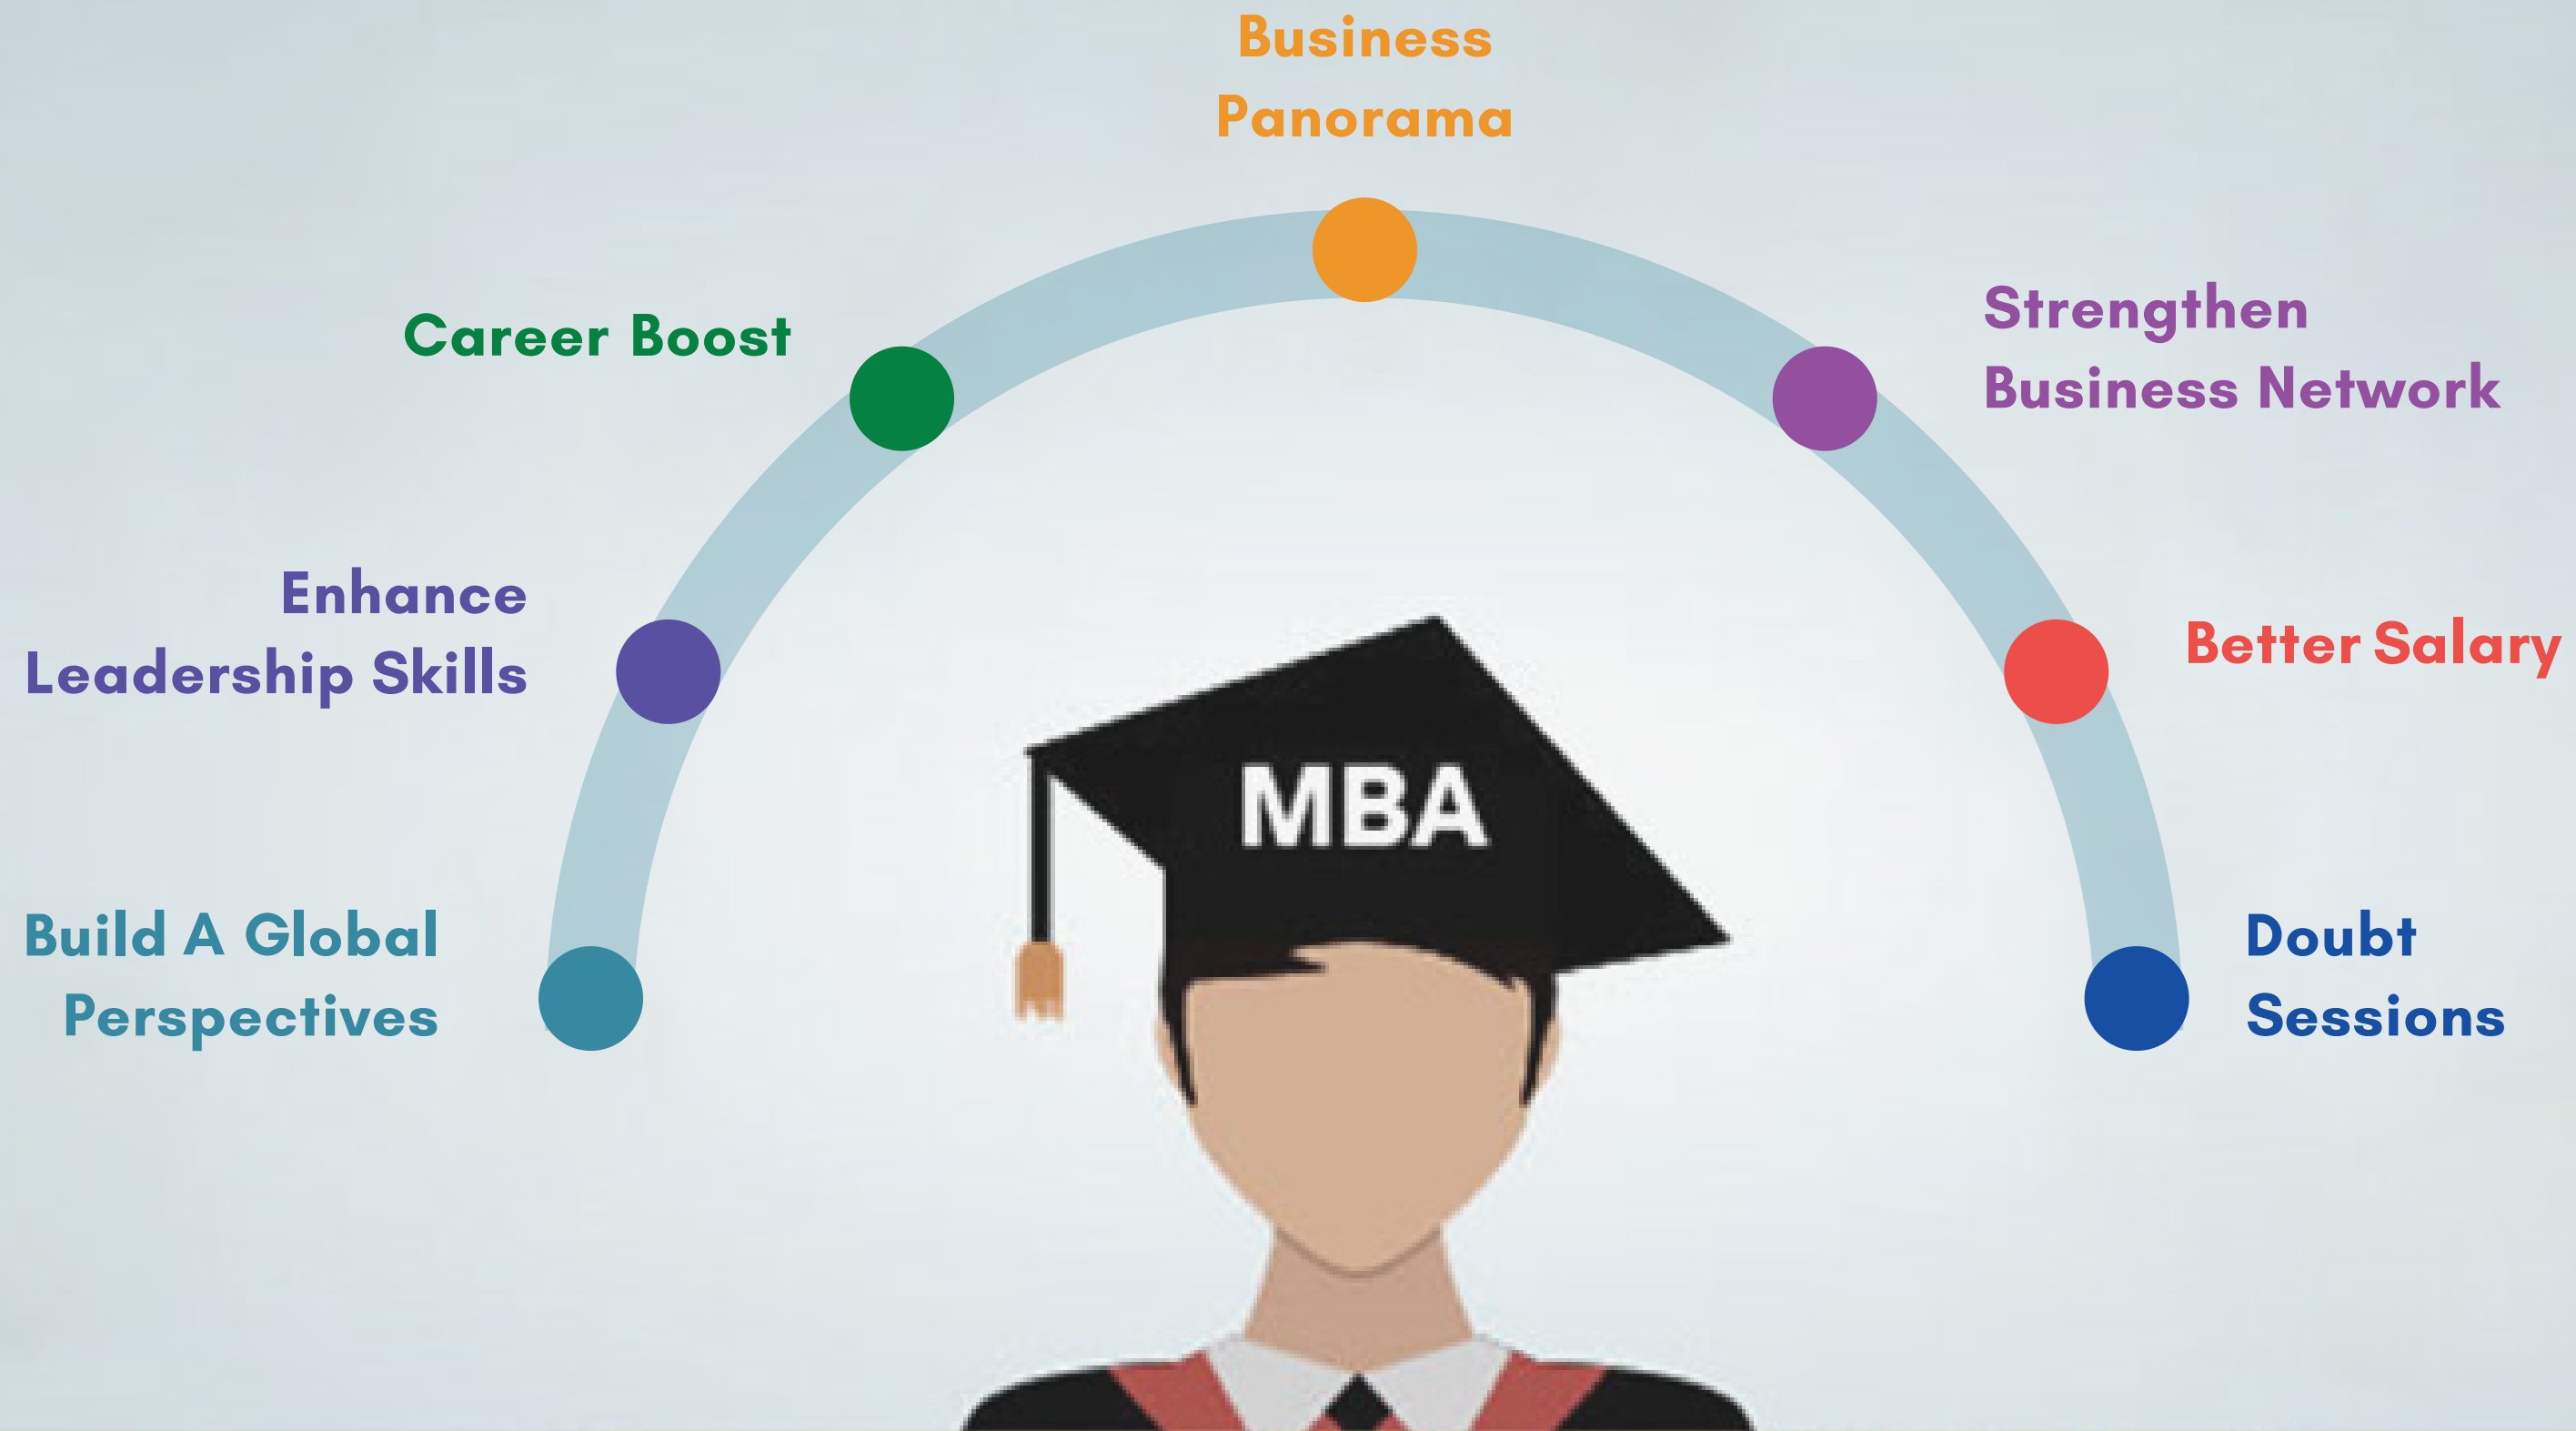 Business
Panorama
Career Boost
Strengthen
Business Network
Enhance
Leadership Skills
Better Salary
MBA
Build A Global
Perspectives
Doubt
Sessions